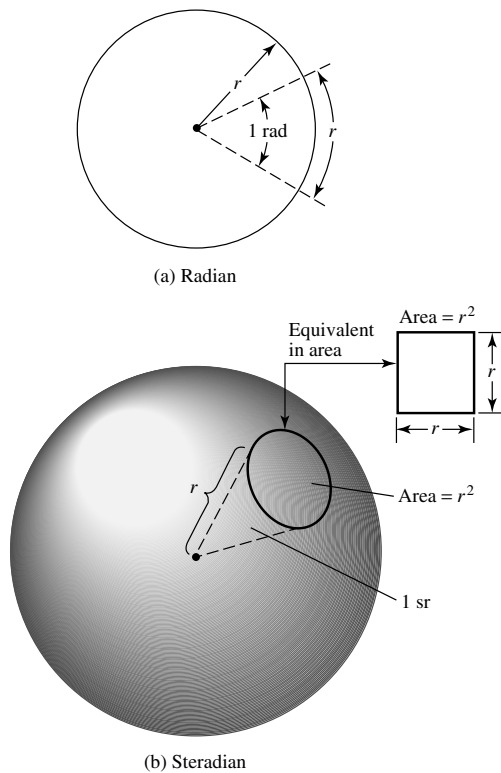 r
1 rad
r
(a) Radian
Area = r²
Equivalent
in area
r
r
r
Area = r²
1 sr
(b) Steradian